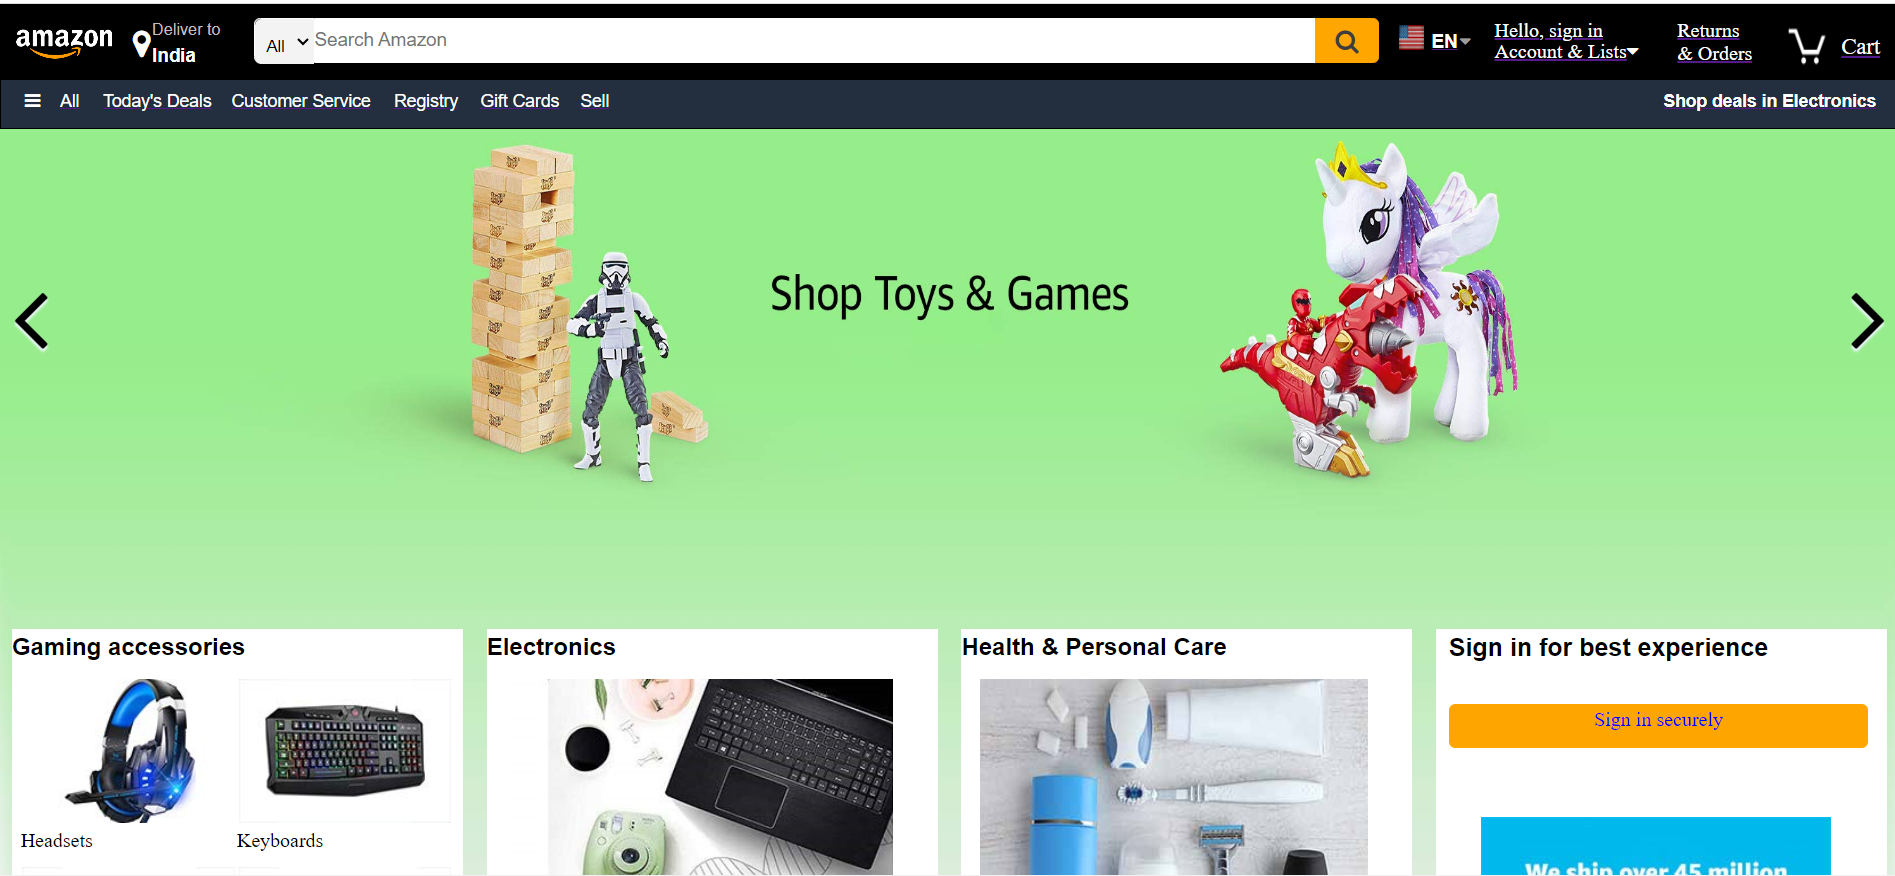 amazon
Deliver to
India
All
Search Amazon
EN
Hello, sign in
Account & Lists
Returns
& Orders
Cart
All
Today's Deals
Customer Service
Registry
Gift Cards
Sell
Shop deals in Electronics
Shop Toys & Games
Gaming accessories
Headsets
Keyboards
Electronics
Health & Personal Care
Sign in for best experience
Sign in securely
We ship over 45 million